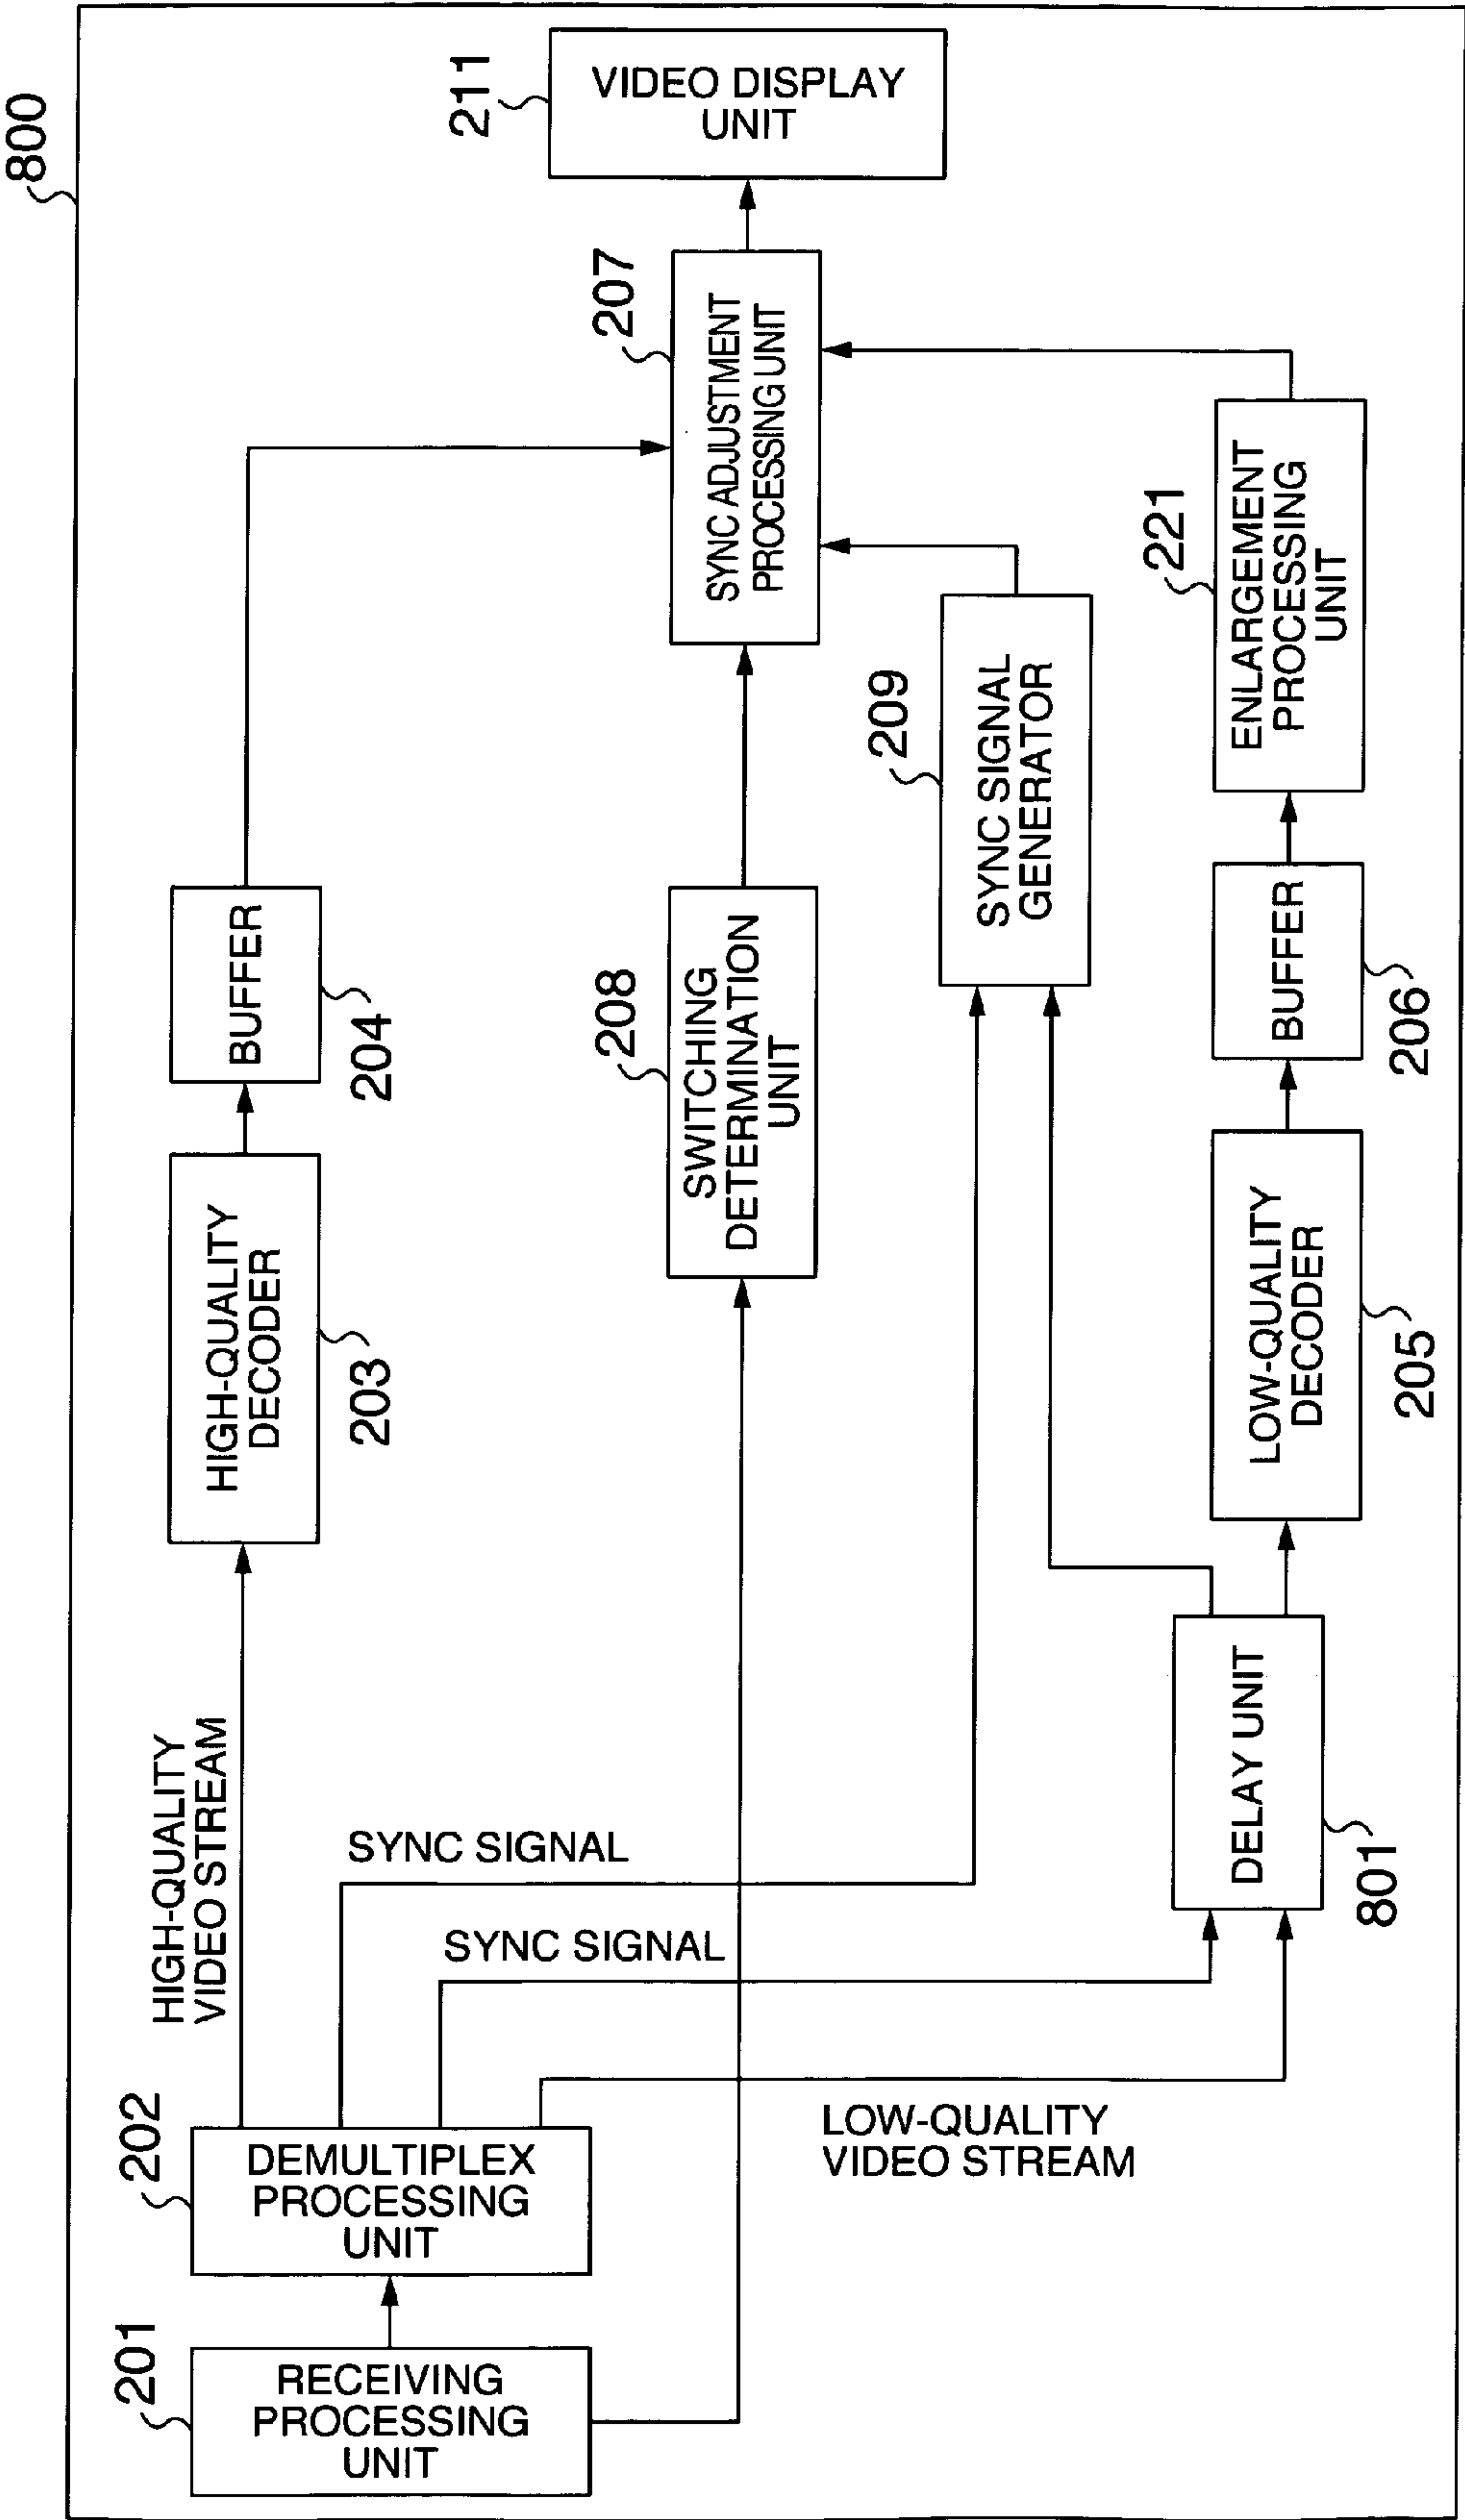 800
201
RECEIVING
PROCESSING
UNIT
202
DEMULTIPLEX
PROCESSING
UNIT
HIGH-QUALITY
VIDEO STREAM
SYNC SIGNAL
SYNC SIGNAL
LOW-QUALITY
VIDEO STREAM
HIGH-QUALITY
DECODER
203
BUFFER
204
208
SWITCHING
DETERMINATION
UNIT
207
SYNC ADJUSTMENT
PROCESSING UNIT
211
VIDEO DISPLAY
UNIT
209
SYNC SIGNAL
GENERATOR
DELAY UNIT
801
LOW-QUALITY
DECODER
205
BUFFER
206
221
ENLARGEMENT
PROCESSING
UNIT